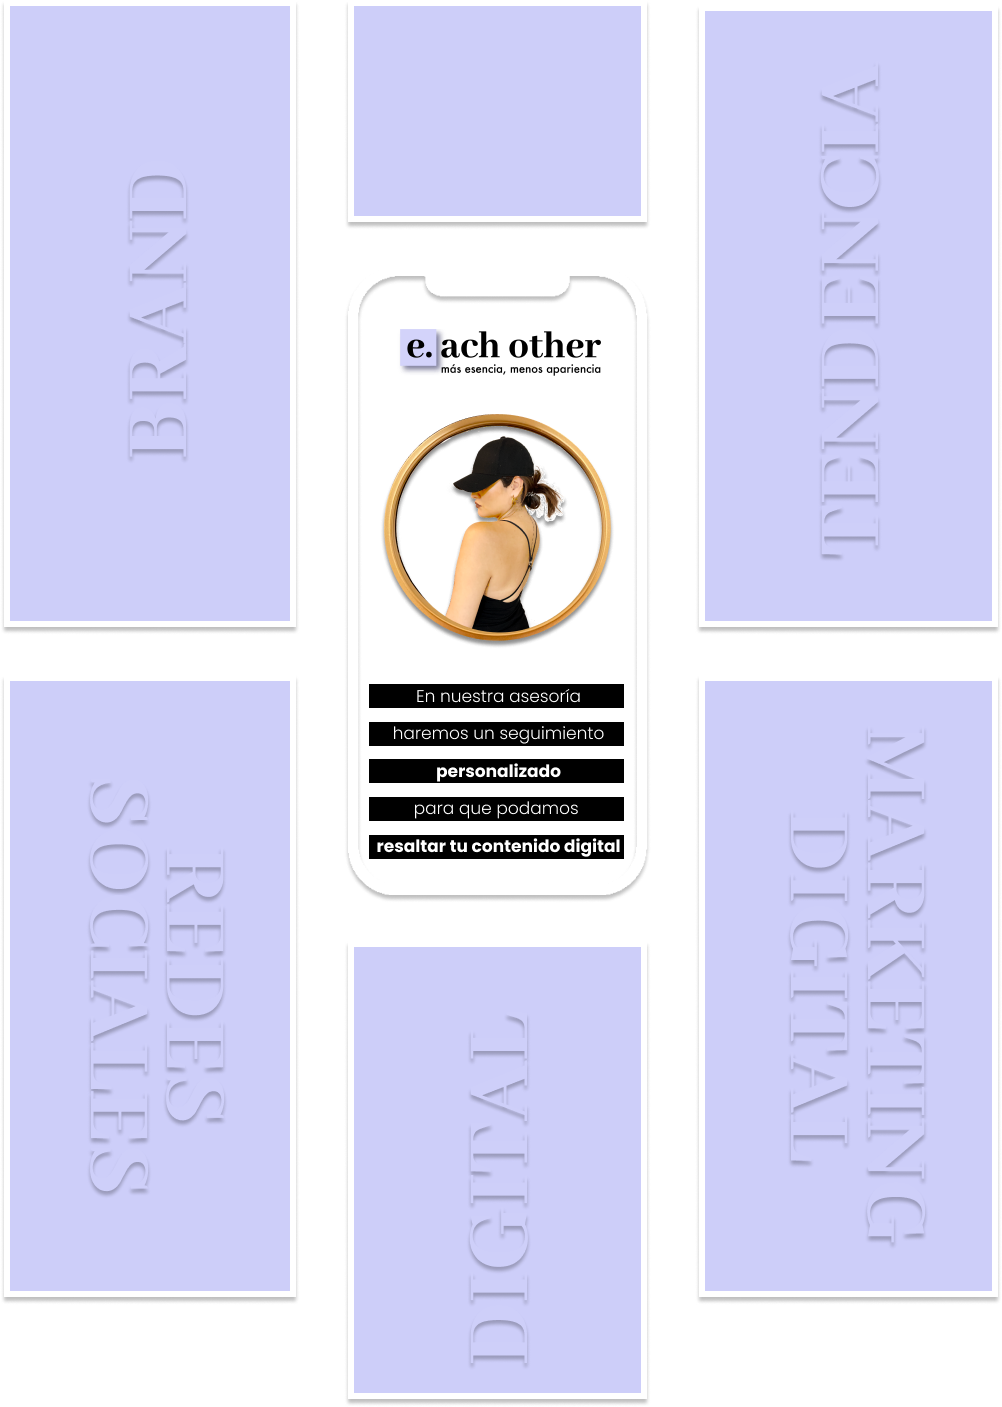 BRAND
TENDENCIA
e.ach other
más esencia, menos apariencia
En nuestra asesoría
haremos un seguimiento
personalizado
para que podamos
resaltar tu contenido digital
REDES
SOCIALES
DIGITAL
MARKETING
DIGITAL